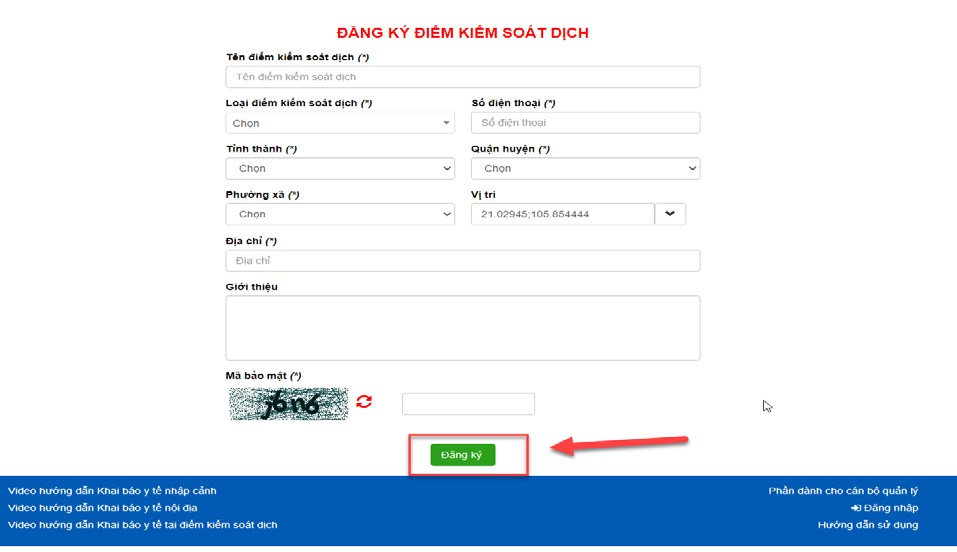 ĐĂNG KÝ ĐIỂM KIỂM SOÁT DỊCH
Tên điểm kiểm soát dịch (*)
Tên điểm kiểm soát dịch
Loại điểm kiểm soát dịch (*) Số điện thoại (*)
Chọn Số điện thoại
Tỉnh thành (*) Quận huyện (*)
Chọn Chọn
Phường xã (*) Vị trí
Chọn 21.02945;105.854444
Địa chỉ (*)
Địa chỉ
Giới thiệu
Mã bảo mật (*)
Đăng ký
Video hướng dẫn Khai báo y tế nhập cảnh Phần dành cho cán bộ quản lý
Video hướng dẫn Khai báo y tế nội địa Đăng nhập
Video hướng dẫn Khai báo y tế tại điểm kiểm soát dịch Hướng dẫn sử dụng